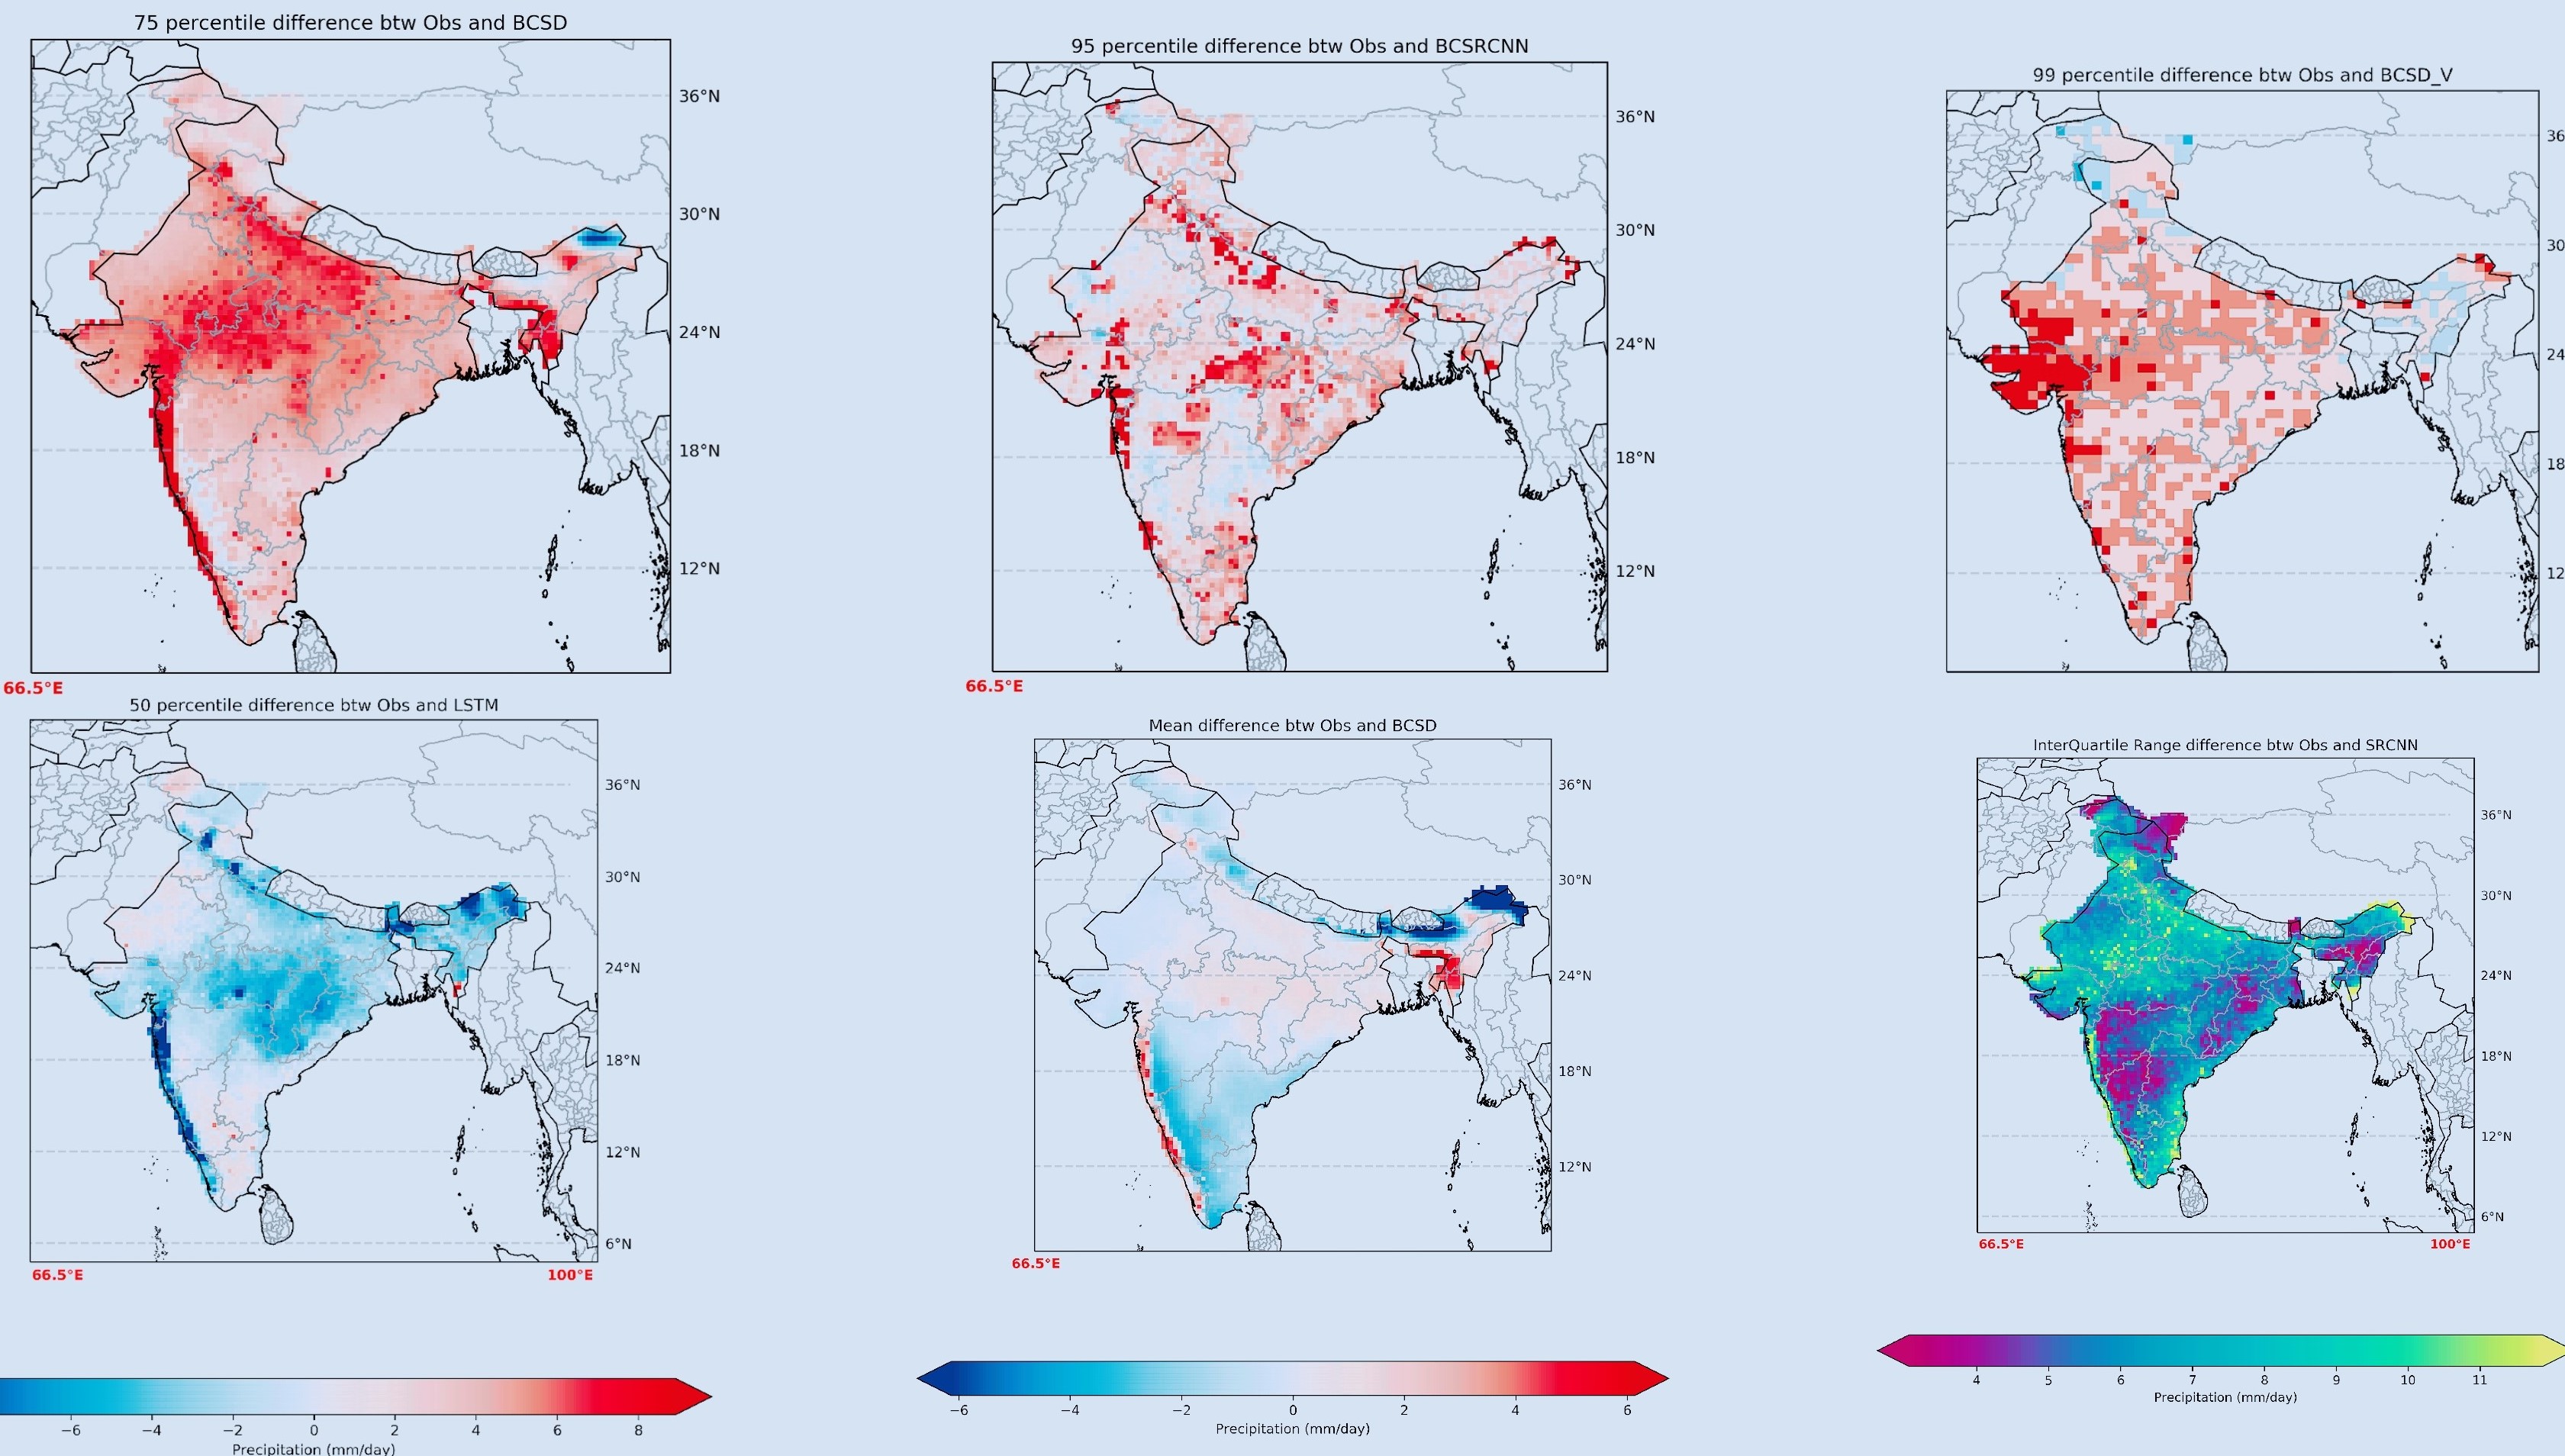 75 percentile difference btw Obs and BCSD
36°N
30°N
24°N
18°N
12°N
66.5°E
95 percentile difference btw Obs and BCSRCNN
36°N
30°N
24°N
18°N
12°N
66.5°E
99 percentile difference btw Obs and BCSD_V
36
30
24
18
12
50 percentile difference btw Obs and LSTM
36°N
30°N
24°N
18°N
12°N
6°N
66.5°E 100°E
Mean difference btw Obs and BCSD
36°N
30°N
24°N
18°N
12°N
66.5°E
InterQuartile Range difference btw Obs and SRCNN
36°N
30°N
24°N
18°N
12°N
6°N
66.5°E 100°E
−6 −4 −2 0 2 4 6 8
Precipitation (mm/day)
−6 −4 −2 0 2 4 6
Precipitation (mm/day)
4 5 6 7 8 9 10 11
Precipitation (mm/day)